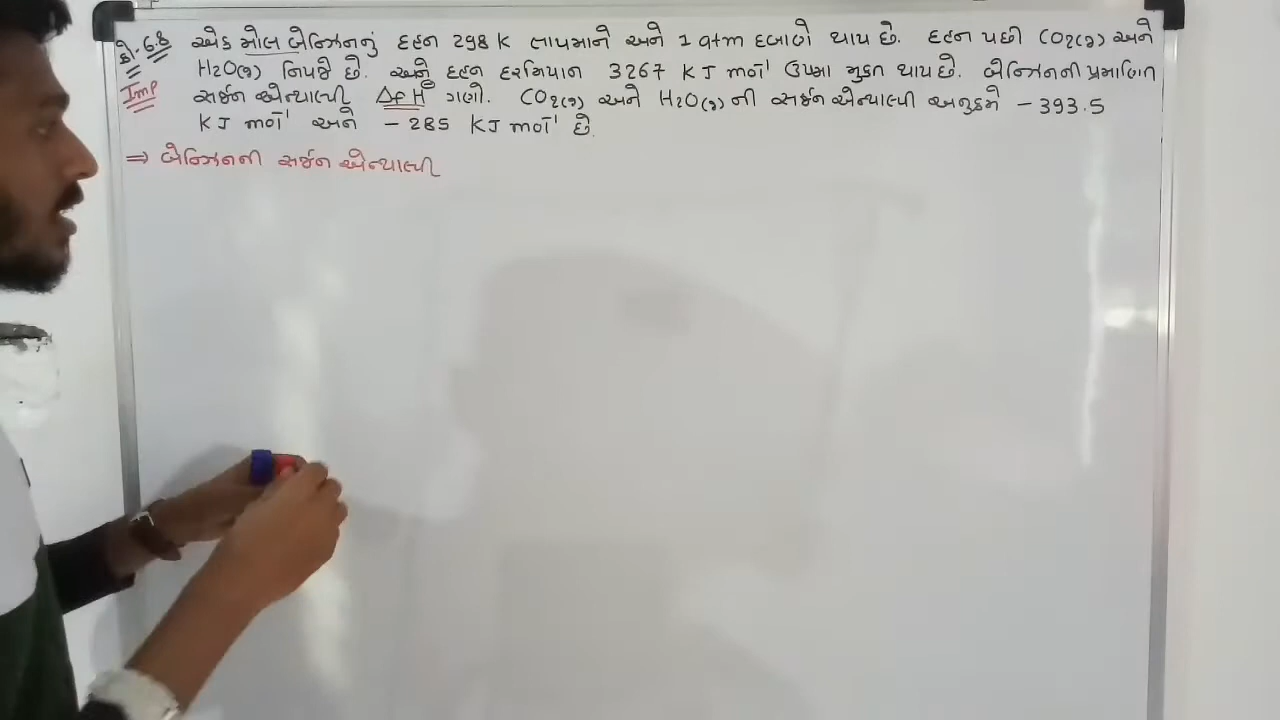 કો. 6.8 એક મોલ બેન્ઝિનનું દહન 298 K તાપમાને અને 1 atm દબાણે થાય છે. દહન પછી CO2(g) અને
Imp H2O(g) નિપજે છે. અને દહન દરમિયાન 3267 KJ mol⁻¹ ઉષ્મા મુક્ત થાય છે. બેન્ઝિનની પ્રમાણિત
સર્જન એન્થાલ્પી ΔfH ગણો. CO2(g) અને H2O(g) ની સર્જન એન્થાલ્પી અનુક્રમે - 393.5
KJ mol⁻¹ અને - 285 KJ mol⁻¹ છે.
⇒ બેન્ઝિનની સર્જન એન્થાલ્પી